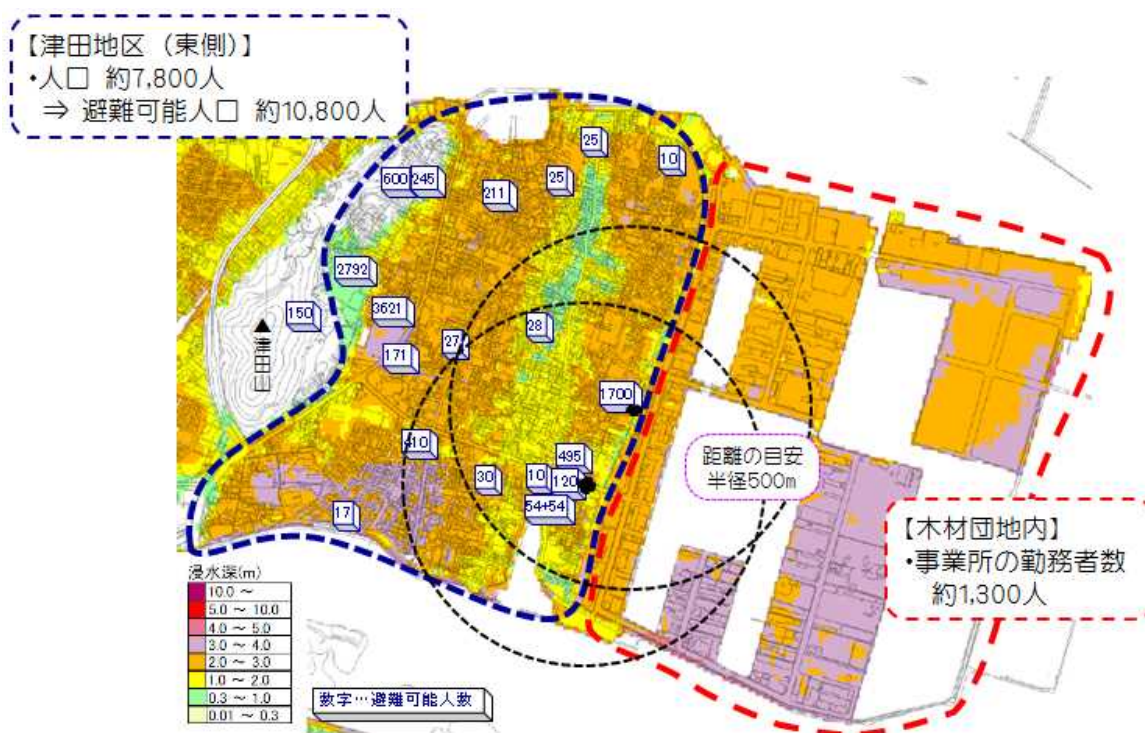 【津田地区（東側）】
・人口 約7,800人
⇒ 避難可能人口 約10,800人
25
10
600
245
211
25
2792
150
▲津田山
3621
171
27
28
1700
距離の目安
半径500m
495
30
10
120
54+54
17
【木材団地内】
・事業所の勤務者数
約1,300人
浸水深(m)
10.0 ～
5.0 ～ 10.0
4.0 ～ 5.0
3.0 ～ 4.0
2.0 ～ 3.0
1.0 ～ 2.0
0.3 ～ 1.0
0.01 ～ 0.3
数字…避難可能人数